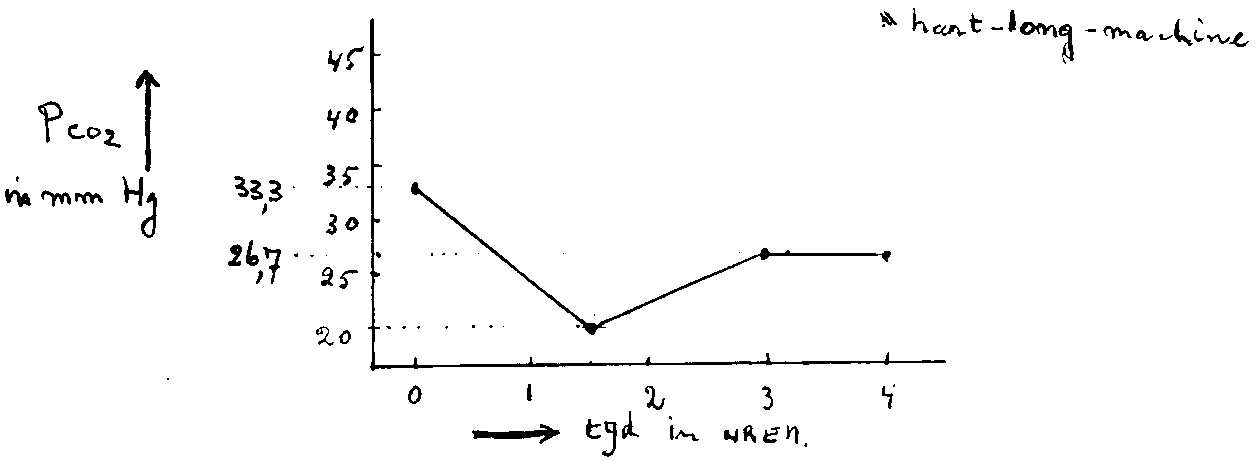 * hart-long-machine
45
40
35
33,3
30
26,7
25
20
PCO2
in mm Hg
0 1 2 3 4
tijd in UREN.